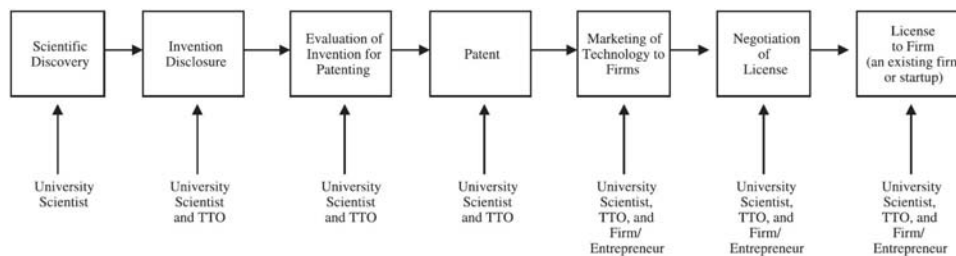 Scientific
Discovery
Invention
Disclosure
Evaluation of
Invention for
Patenting
Patent
Marketing of
Technology to
Firms
Negotiation
of
License
License
to Firm
(an existing firm
or startup)
University
Scientist
University
Scientist
and TTO
University
Scientist
and TTO
University
Scientist
and TTO
University
Scientist,
TTO, and
Firm/
Entrepreneur
University
Scientist,
TTO, and
Firm/
Entrepreneur
University
Scientist,
TTO, and
Firm/
Entrepreneur